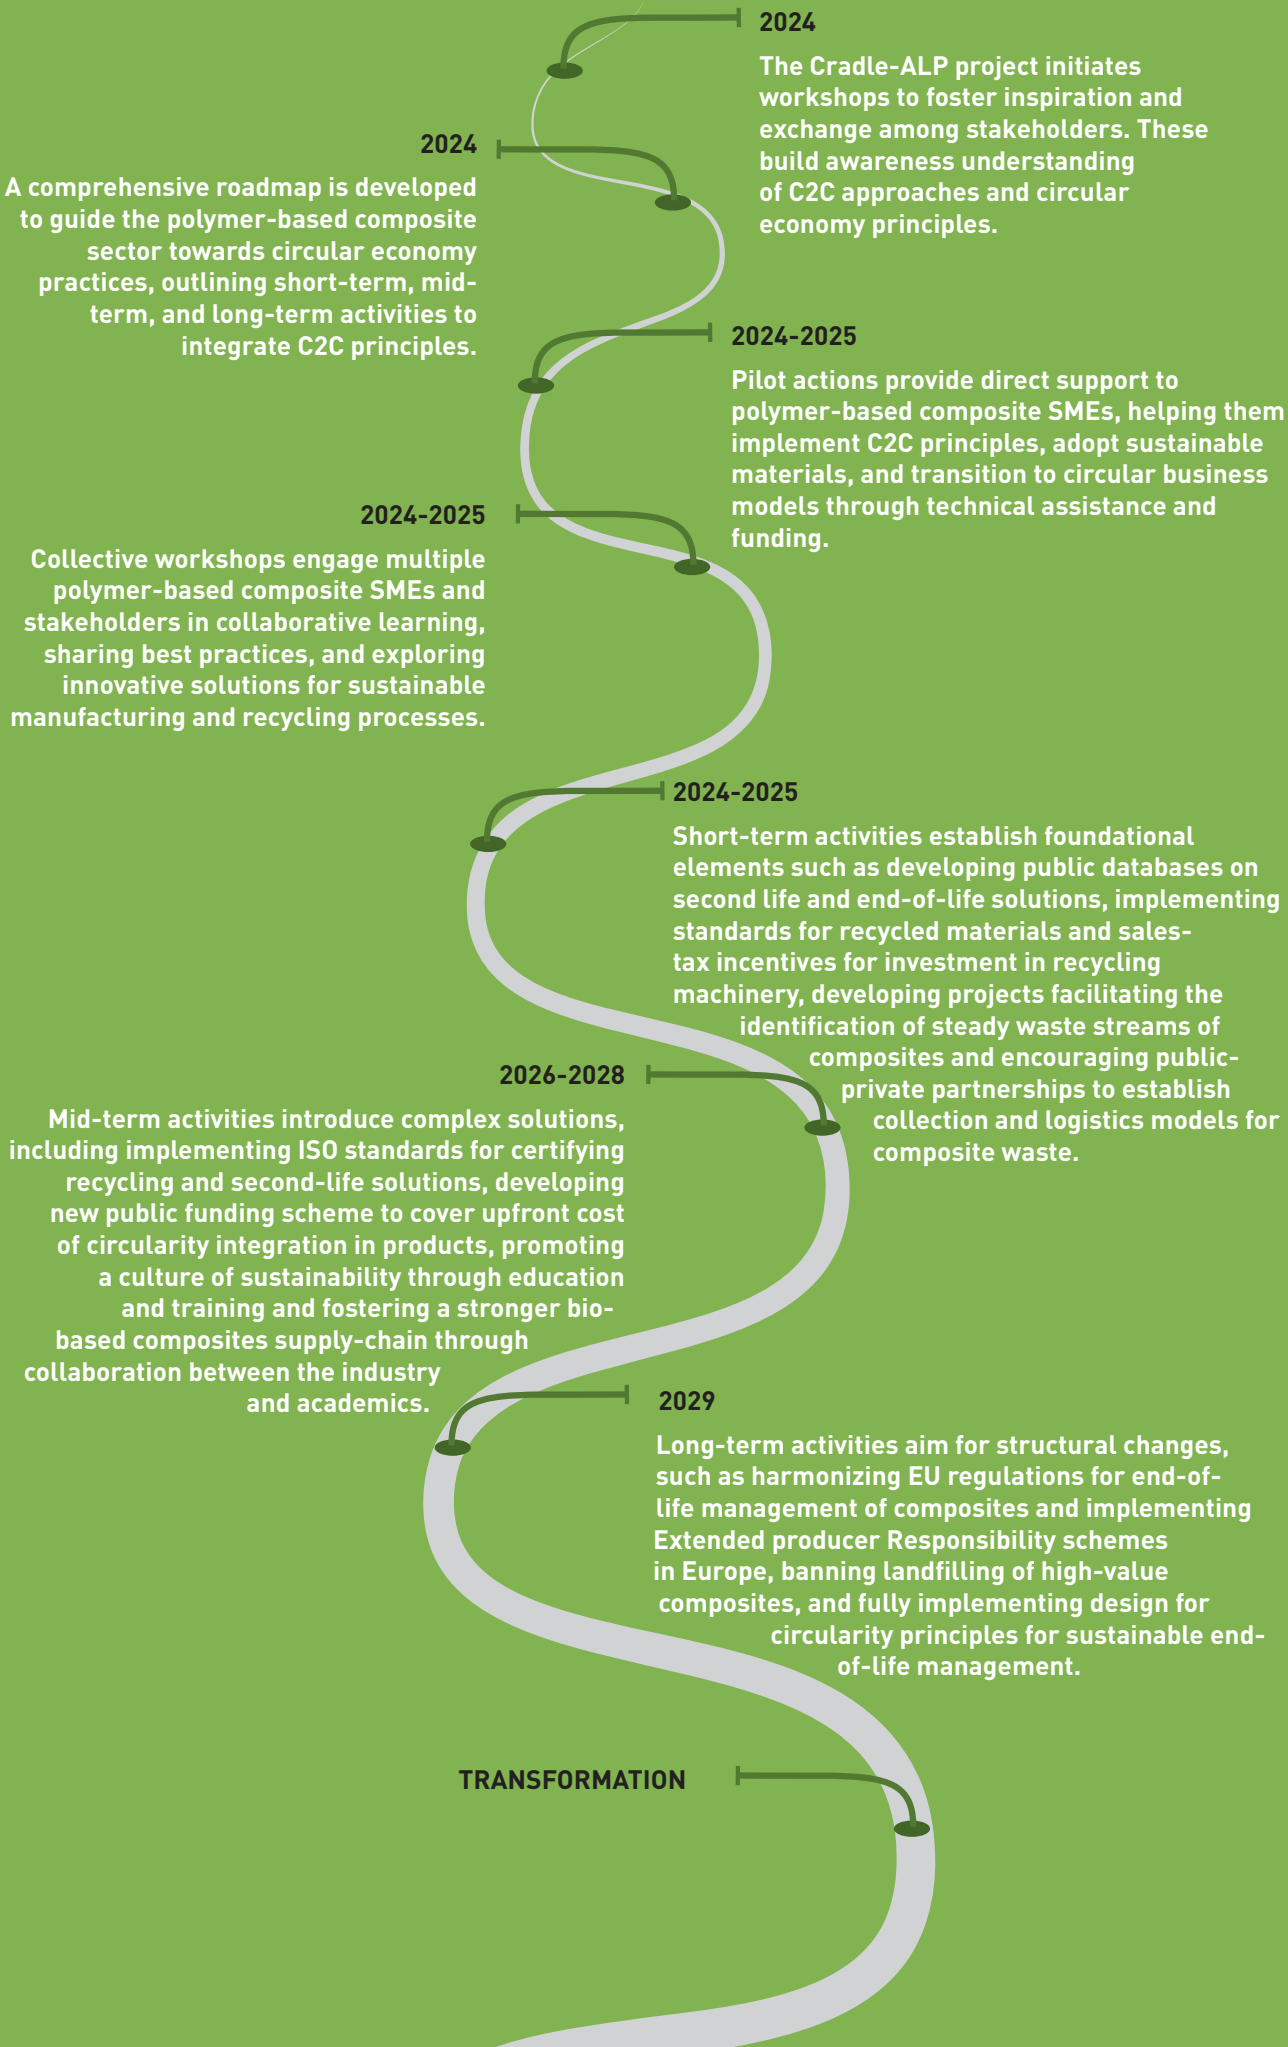 2024
The Cradle-ALP project initiates
workshops to foster inspiration and
exchange among stakeholders. These
build awareness understanding
of C2C approaches and circular
economy principles.
2024
A comprehensive roadmap is developed
to guide the polymer-based composite
sector towards circular economy
practices, outlining short-term, mid-
term, and long-term activities to
integrate C2C principles.
2024-2025
Pilot actions provide direct support to
polymer-based composite SMEs, helping them
implement C2C principles, adopt sustainable
materials, and transition to circular business
models through technical assistance and
funding.
2024-2025
Collective workshops engage multiple
polymer-based composite SMEs and
stakeholders in collaborative learning,
sharing best practices, and exploring
innovative solutions for sustainable
manufacturing and recycling processes.
2024-2025
Short-term activities establish foundational
elements such as developing public databases on
second life and end-of-life solutions, implementing
standards for recycled materials and sales-
tax incentives for investment in recycling
machinery, developing projects facilitating the
identification of steady waste streams of
composites and encouraging public-
private partnerships to establish
collection and logistics models for
composite waste.
2026-2028
Mid-term activities introduce complex solutions,
including implementing ISO standards for certifying
recycling and second-life solutions, developing
new public funding scheme to cover upfront cost
of circularity integration in products, promoting
a culture of sustainability through education
and training and fostering a stronger bio-
based composites supply-chain through
collaboration between the industry
and academics.
2029
Long-term activities aim for structural changes,
such as harmonizing EU regulations for end-of-
life management of composites and implementing
Extended producer Responsibility schemes
in Europe, banning landfilling of high-value
composites, and fully implementing design for
circularity principles for sustainable end-
of-life management.
TRANSFORMATION